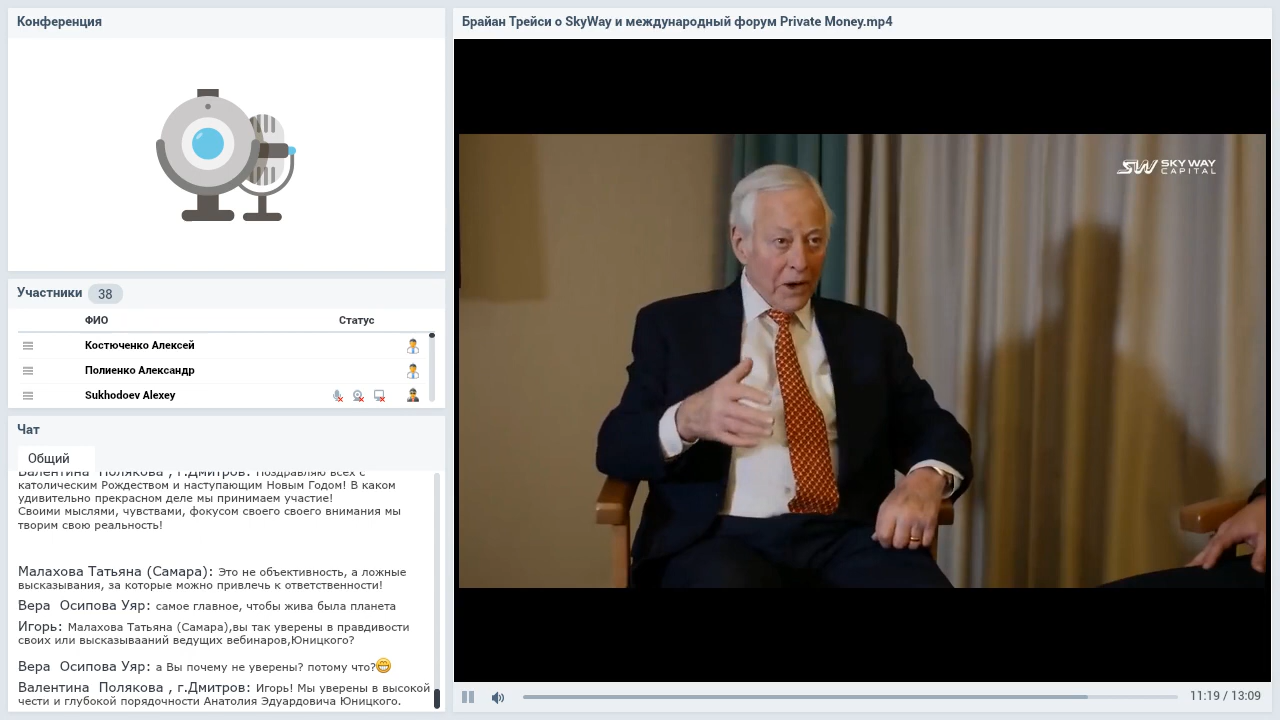 Конференция
Участники 38
ФИО Статус
Костюченко Алексей
Полиенко Александр
Sukhodoev Alexey
Чат
Общий
Валентина Полякова , г.Дмитров: Поздравляю всех с
католическим Рождеством и наступающим Новым Годом! В каком
удивительно прекрасном деле мы принимаем участие!
Своими мыслями, чувствами, фокусом своего своего внимания мы
творим свою реальность!
Малахова Татьяна (Самара): Это не объективность, а ложные
высказывания, за которые можно привлечь к ответственности!
Вера Осипова Уяр: самое главное, чтобы жива была планета
Игорь: Малахова Татьяна (Самара),вы так уверены в правдивости
своих или высказывааний ведущих вебинаров,Юницкого?
Вера Осипова Уяр: а Вы почему не уверены? потому что?
Валентина Полякова , г.Дмитров: Игорь! Мы уверены в высокой
чести и глубокой порядочности Анатолия Эдуардовича Юницкого.
Брайан Трейси о SkyWay и международный форум Private Money.mp4
SW SKY WAY
CAPITAL
11:19 / 13:09